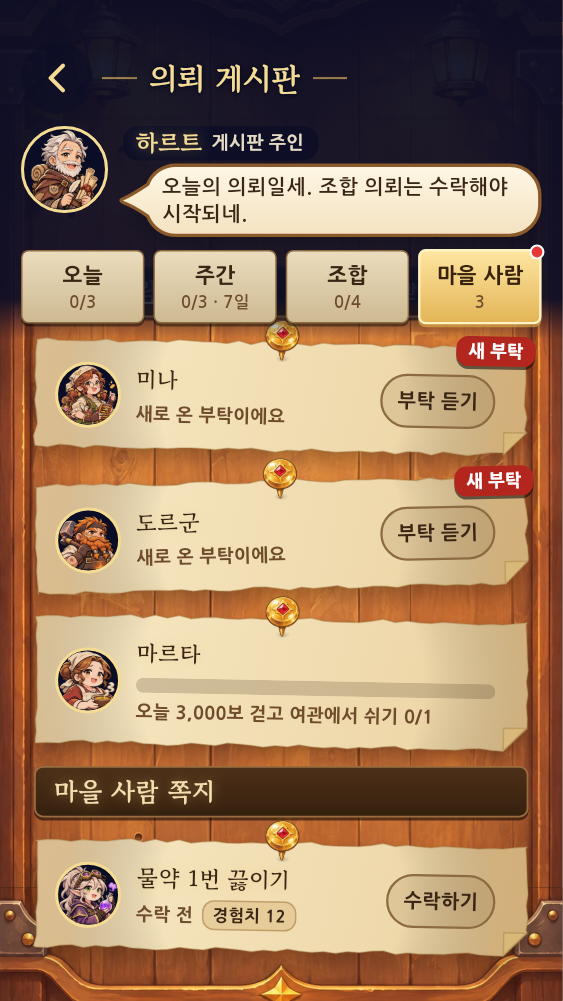 의뢰 게시판
하르트 게시판 주인
오늘의 의뢰일세. 조합 의뢰는 수락해야
시작되네.
오늘
0/3
주간
0/3 · 7일
조합
0/4
마을 사람
3
새 부탁
미나
새로 온 부탁이에요
부탁 듣기
새 부탁
도르군
새로 온 부탁이에요
부탁 듣기
마르타
오늘 3,000보 걷고 여관에서 쉬기 0/1
마을 사람 쪽지
물약 1번 끓이기
수락 전 경험치 12
수락하기